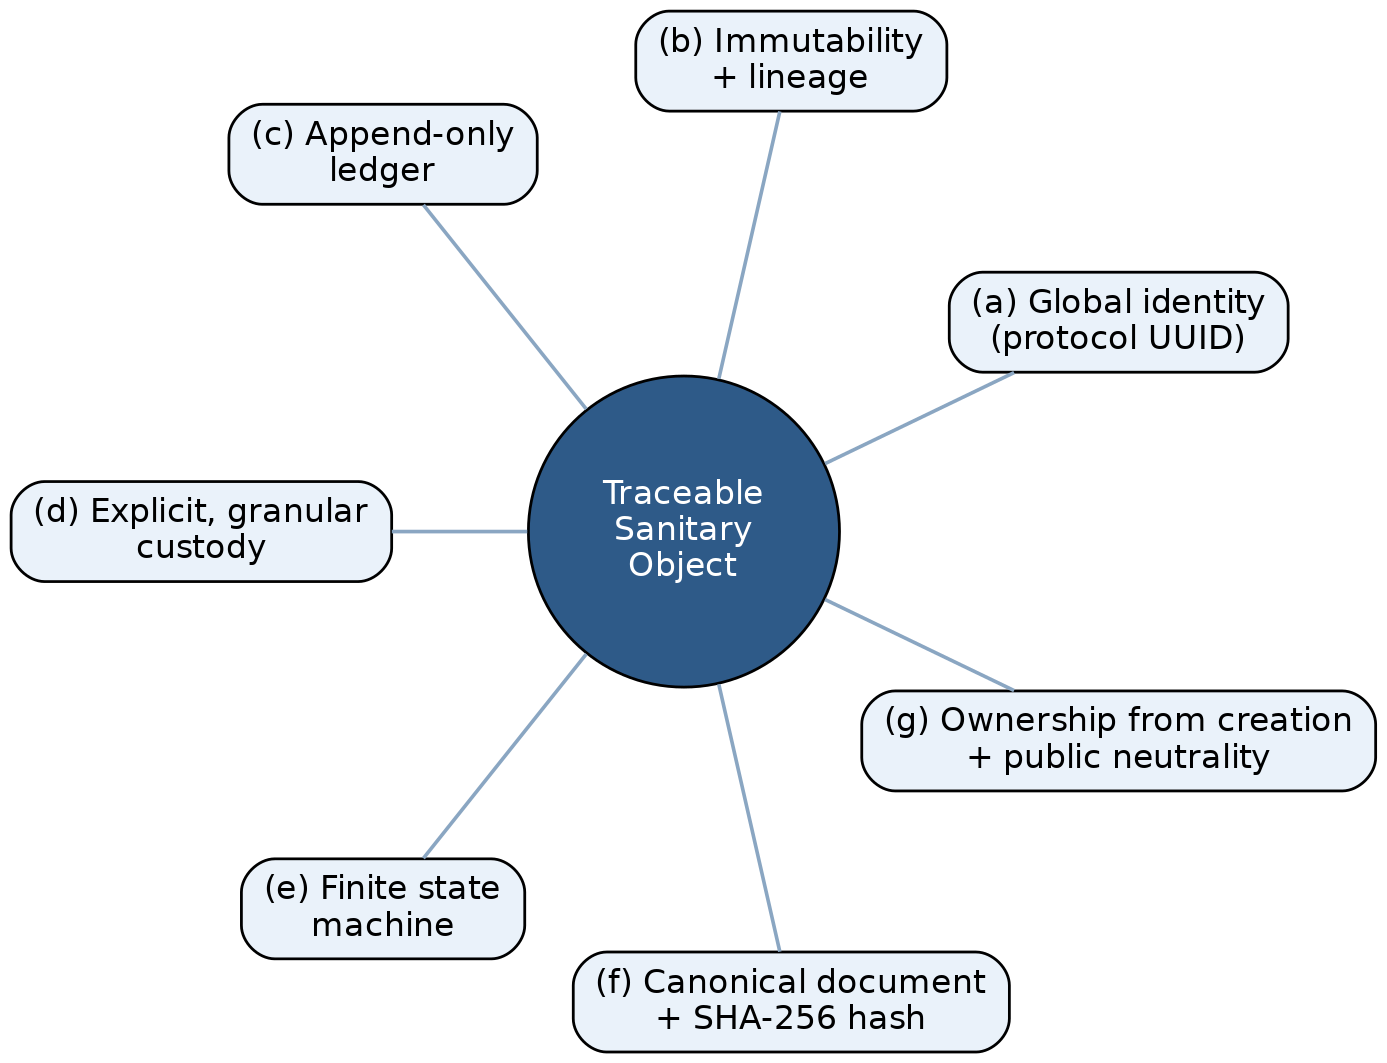 (b) Immutability
+ lineage
(c) Append-only
ledger
(a) Global identity
(protocol UUID)
Traceable
Sanitary
Object
(d) Explicit, granular
custody
(g) Ownership from creation
+ public neutrality
(e) Finite state
machine
(f) Canonical document
+ SHA-256 hash